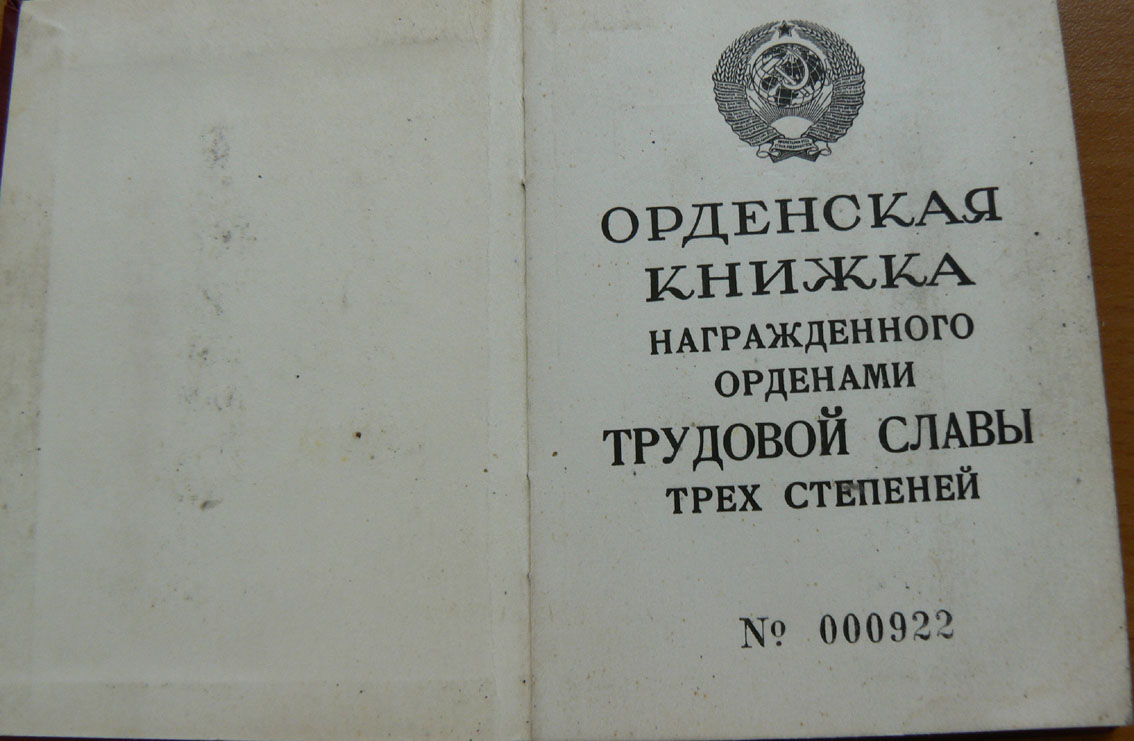 ОРДЕНСКАЯ
КНИЖКА
НАГРАЖДЕННОГО
ОРДЕНАМИ
ТРУДОВОЙ СЛАВЫ
ТРЕХ СТЕПЕНЕЙ
№ 000922